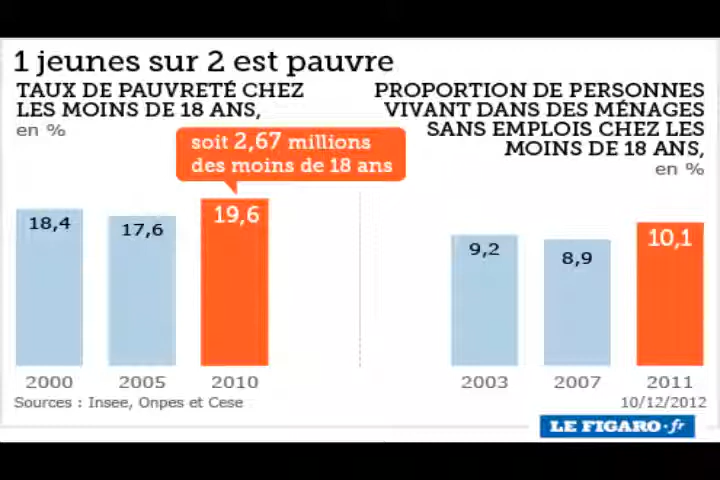 1 jeunes sur 2 est pauvre
TAUX DE PAUVRETÉ CHEZ
LES MOINS DE 18 ANS,
en %
soit 2,67 millions
des moins de 18 ans
18,4
17,6
19,6
2000
2005
2010
Sources : Insee, Onpes et Cese
PROPORTION DE PERSONNES
VIVANT DANS DES MÉNAGES
SANS EMPLOIS CHEZ LES
MOINS DE 18 ANS,
en %
9,2
8,9
10,1
2003
2007
2011
10/12/2012
LE FIGARO·fr